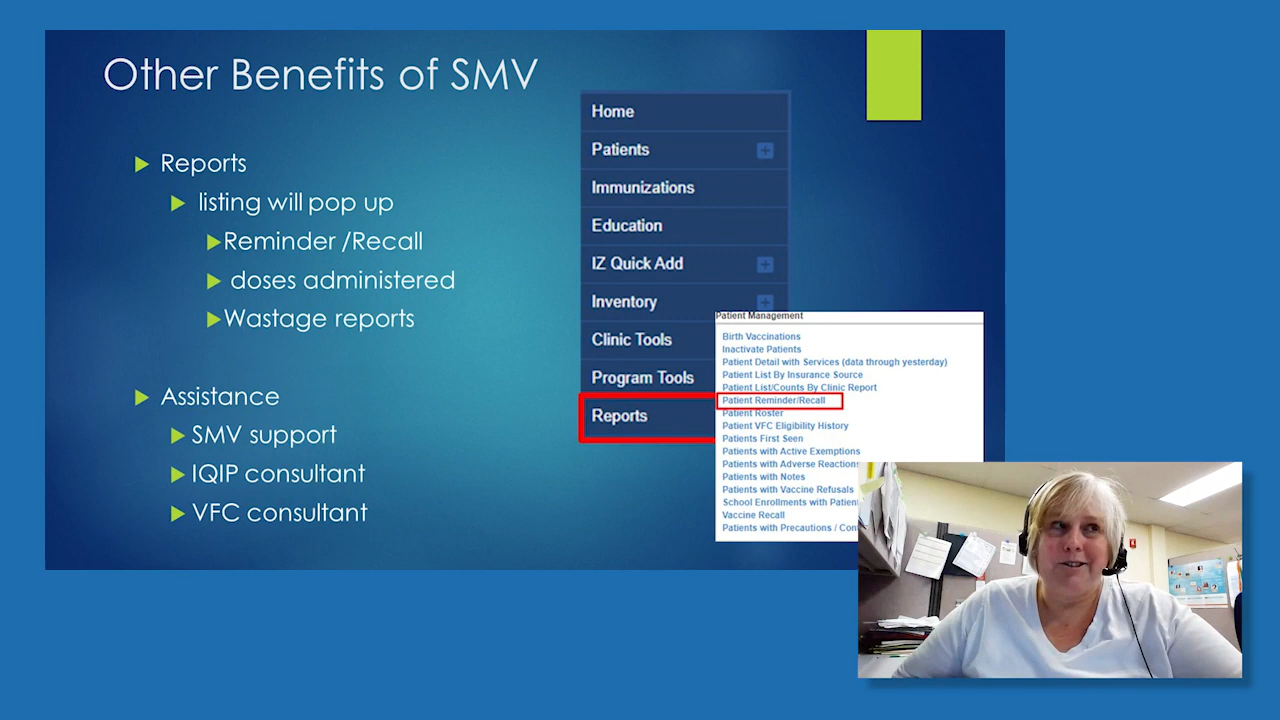 Other Benefits of SMV
Reports
listing will pop up
Reminder /Recall
doses administered
Wastage reports
Assistance
SMV support
IQIP consultant
VFC consultant
Home
Patients
Immunizations
Education
IZ Quick Add
Inventory
Clinic Tools
Program Tools
Reports
Patient Management
Birth Vaccinations
Inactivate Patients
Patient Detail with Services (data through yesterday)
Patient List By Insurance Source
Patient List/Counts By Clinic Report
Patient Reminder/Recall
Patient Roster
Patient VFC Eligibility History
Patients First Seen
Patients with Active Exemptions
Patients with Adverse Reactions
Patients with Notes
Patients with Vaccine Refusals
School Enrollments with Patien
Vaccine Recall
Patients with Precautions / Con